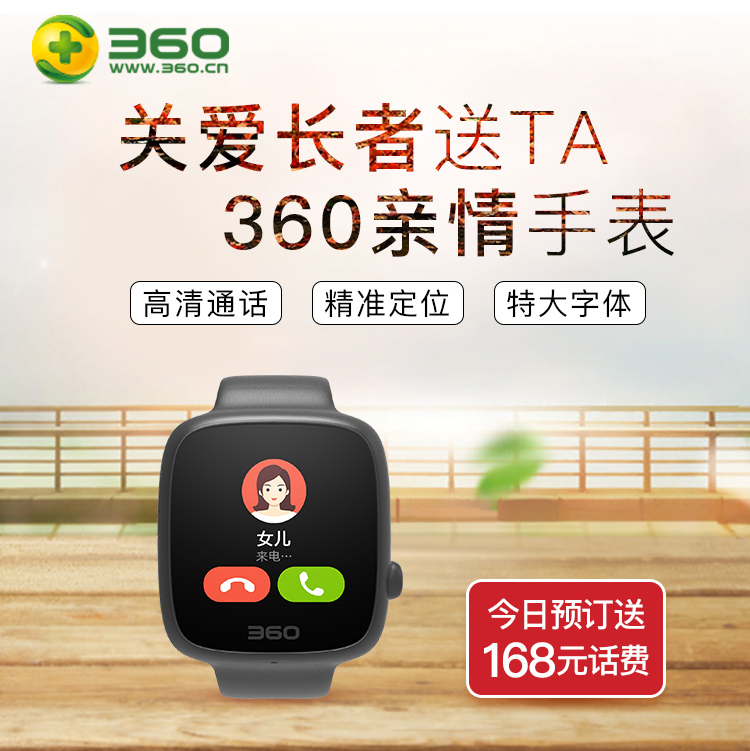 360
www.360.cn
关爱长者送TA
360亲情手表
高清通话 精准定位 特大字体
女儿
来电…
360
今日预订送
168元话费